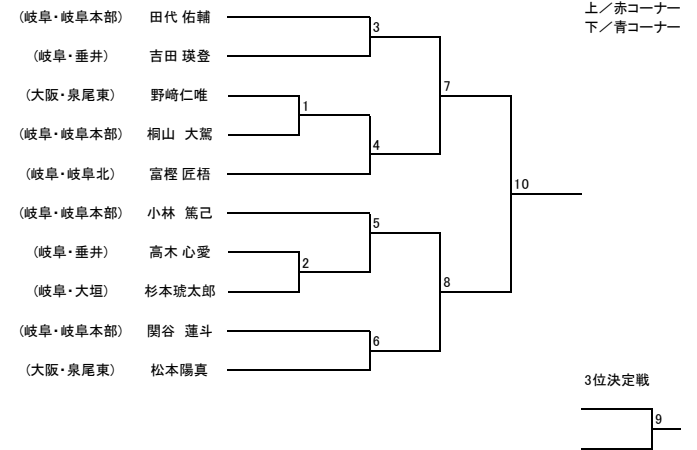 上／赤コーナー
下／青コーナー
(岐阜・岐阜本部) 田代 佑輔
3
(岐阜・垂井) 吉田 瑛登
7
(大阪・泉尾東) 野﨑仁唯
1
(岐阜・岐阜本部) 桐山 大駕
4
(岐阜・岐阜北) 富樫 匠梧
10
(岐阜・岐阜本部) 小林 篤己
5
(岐阜・垂井) 高木 心愛
2
(岐阜・大垣) 杉本琥太郎
8
(岐阜・岐阜本部) 関谷 蓮斗
6
(大阪・泉尾東) 松本陽真
3位決定戦
9